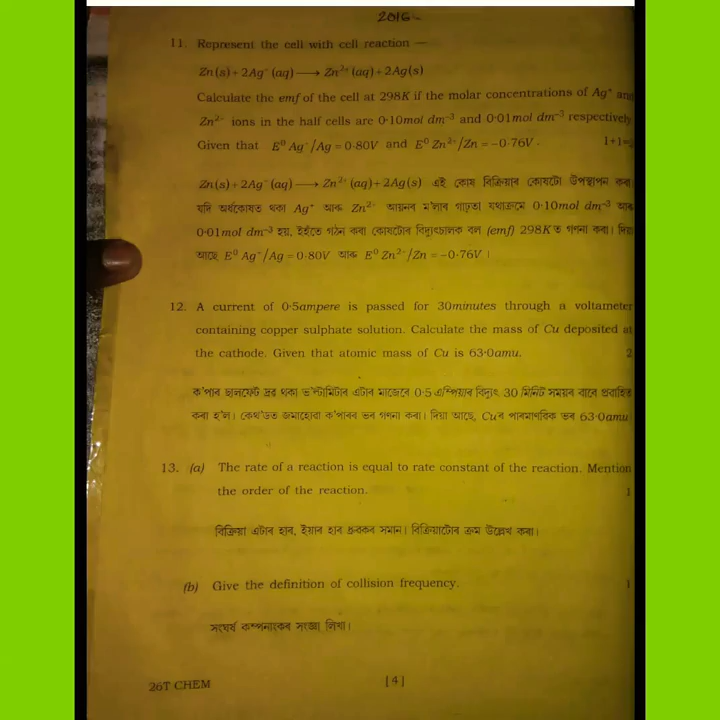 2016
11. Represent the cell with cell reaction —
Zn(s) + 2Ag⁺(aq) ⟶ Zn²⁺(aq) + 2Ag(s)
Calculate the emf of the cell at 298K if the molar concentrations of Ag⁺ and
Zn²⁺ ions in the half cells are 0·10mol dm⁻³ and 0·01mol dm⁻³ respectively
Given that E⁰ Ag⁺/Ag = 0·80V and E⁰ Zn²⁺/Zn = −0·76V. 1+1=
Zn(s) + 2Ag⁺(aq) ⟶ Zn²⁺(aq) + 2Ag(s) এই কোষ বিক্ৰিয়াৰ কোষটো উপস্থাপন কৰা
যদি অৰ্ধকোষত থকা Ag⁺ আৰু Zn²⁺ আয়নৰ ম'লাৰ গাঢ়তা যথাক্ৰমে 0·10mol dm⁻³ আৰু
0·01mol dm⁻³ হয়, ইহঁতে গঠন কৰা কোষটোৰ বিদ্যুৎচালক বল (emf) 298K ত গণনা কৰা। দিয়া
আছে E⁰ Ag⁺/Ag = 0·80V আৰু E⁰ Zn²⁺/Zn = −0·76V ।
12. A current of 0·5ampere is passed for 30minutes through a voltameter
containing copper sulphate solution. Calculate the mass of Cu deposited at
the cathode. Given that atomic mass of Cu is 63·0amu. 2
ক'পাৰ ছালফেট দ্ৰৱ থকা ভ'ল্টামিটাৰ এটাৰ মাজেৰে 0·5 এম্পিয়াৰ বিদ্যুৎ 30 মিনিট সময়ৰ বাবে প্ৰবাহিত
কৰা হ'ল। কেথ'ডত জমাহোৱা ক'পাৰৰ ভৰ গণনা কৰা। দিয়া আছে, Cuৰ পাৰমাণৱিক ভৰ 63·0amu
13. (a) The rate of a reaction is equal to rate constant of the reaction. Mention
the order of the reaction. 1
বিক্ৰিয়া এটাৰ হাৰ, ইয়াৰ হাৰ ধ্ৰুৱকৰ সমান। বিক্ৰিয়াটোৰ ক্ৰম উল্লেখ কৰা।
(b) Give the definition of collision frequency. 1
সংঘৰ্ষ কম্পনাংকৰ সংজ্ঞা লিখা।
26T CHEM [ 4 ]